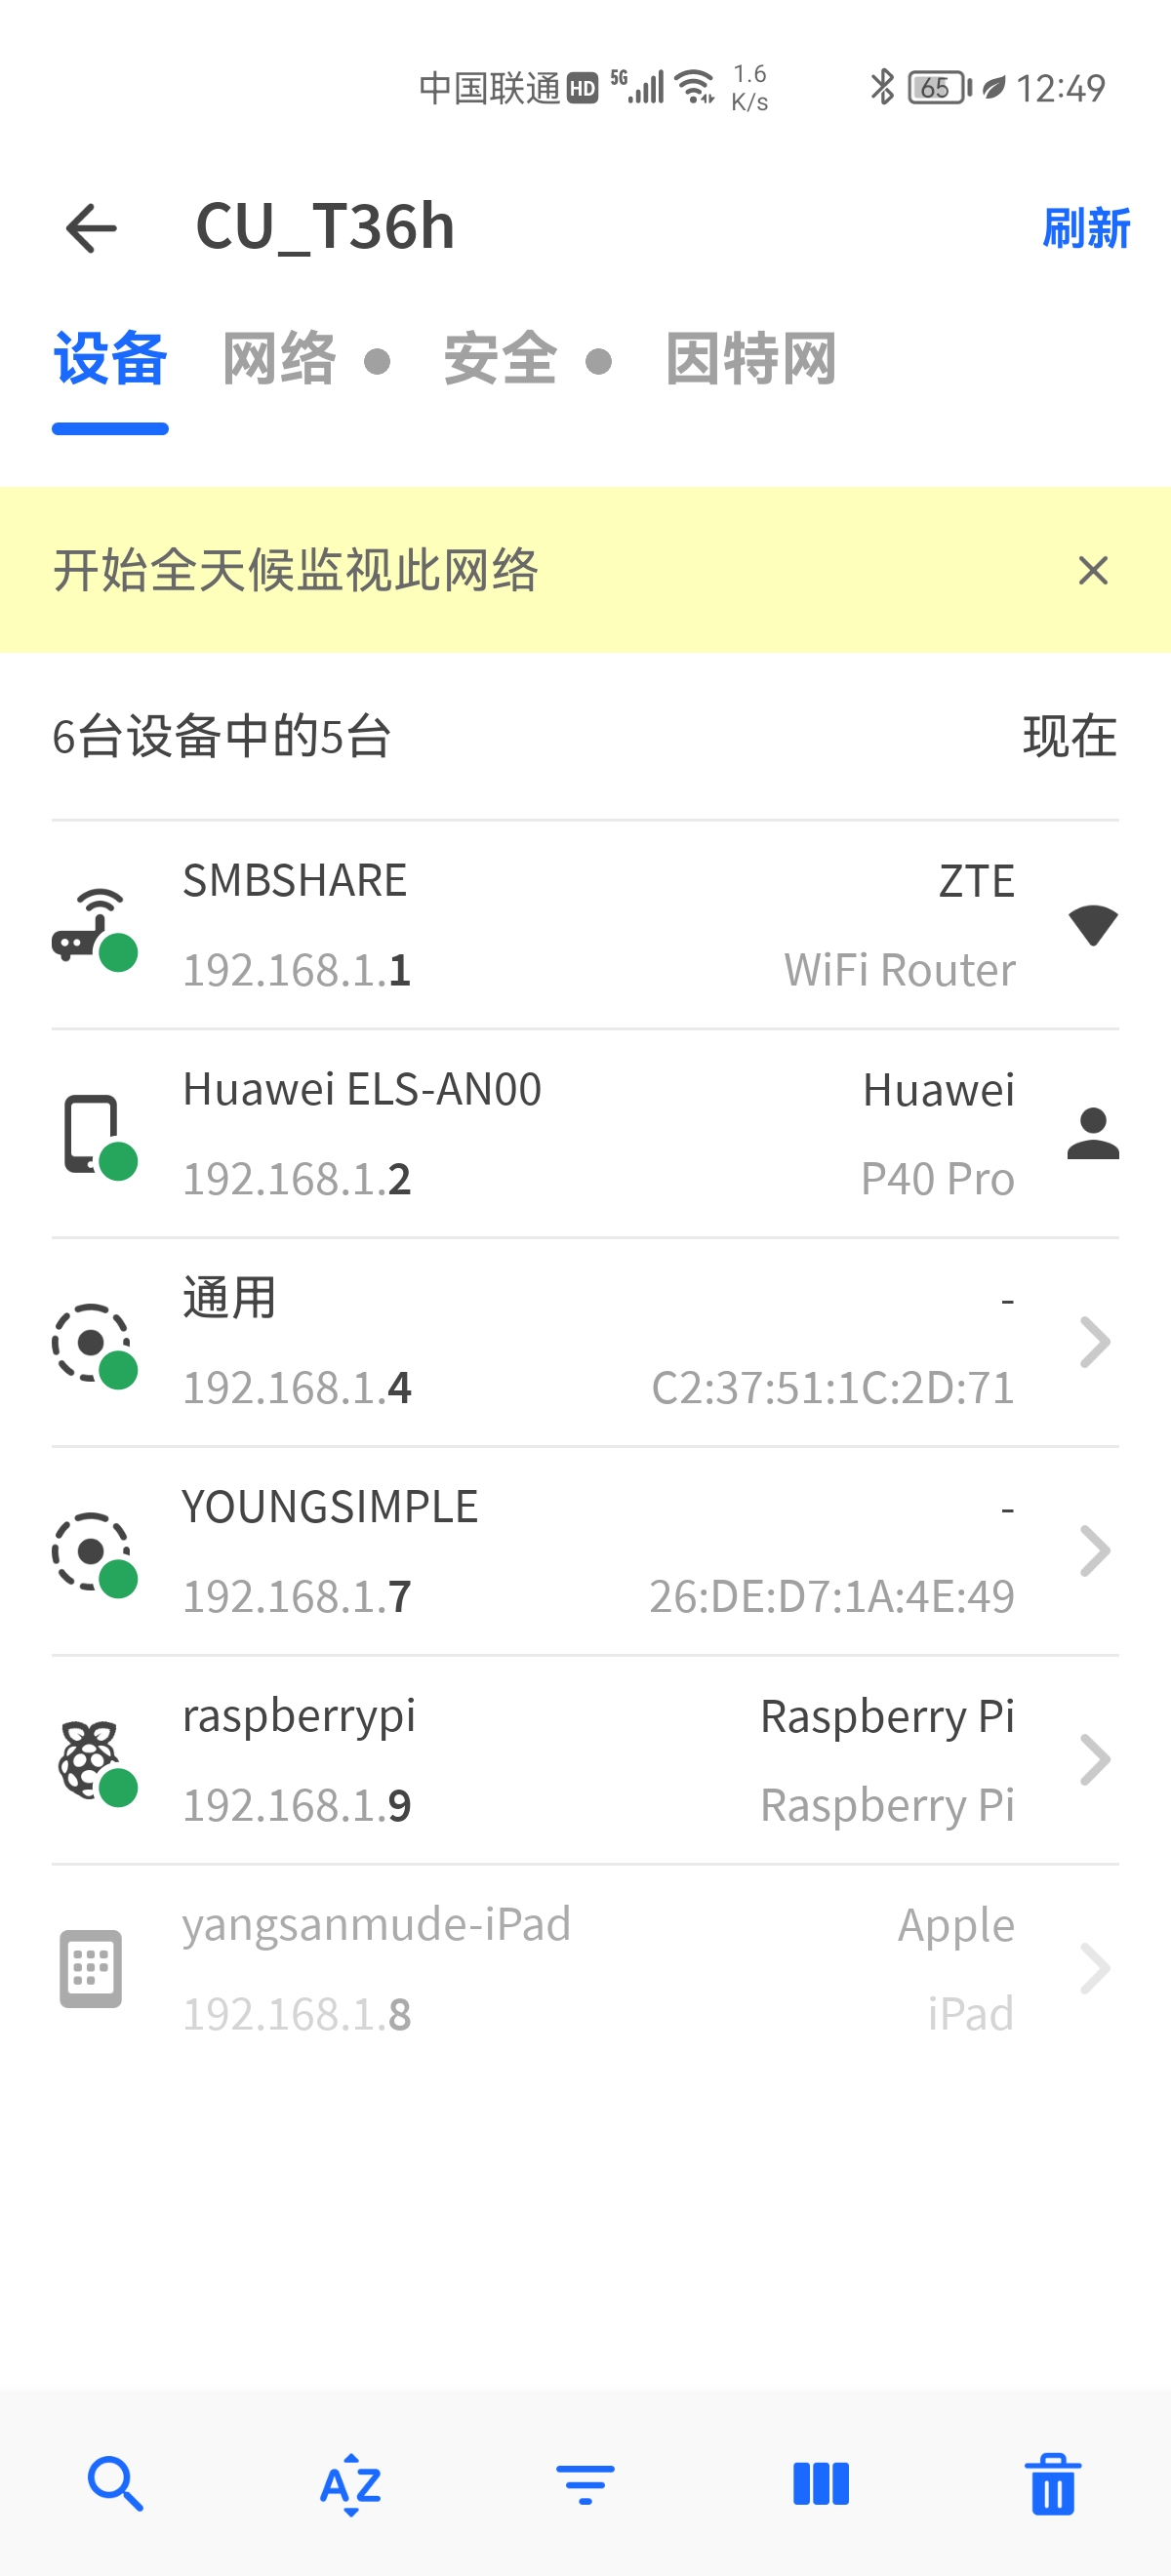 中国联通 HD 5G 1.6 K/s 65 12:49
CU_T36h 刷新
设备 网络 安全 因特网
开始全天候监视此网络
6台设备中的5台 现在
SMBSHARE ZTE
192.168.1.1 WiFi Router
Huawei ELS-AN00 Huawei
192.168.1.2 P40 Pro
通用 -
192.168.1.4 C2:37:51:1C:2D:71
YOUNGSIMPLE -
192.168.1.7 26:DE:D7:1A:4E:49
raspberrypi Raspberry Pi
192.168.1.9 Raspberry Pi
yangsanmude-iPad Apple
192.168.1.8 iPad
AZ